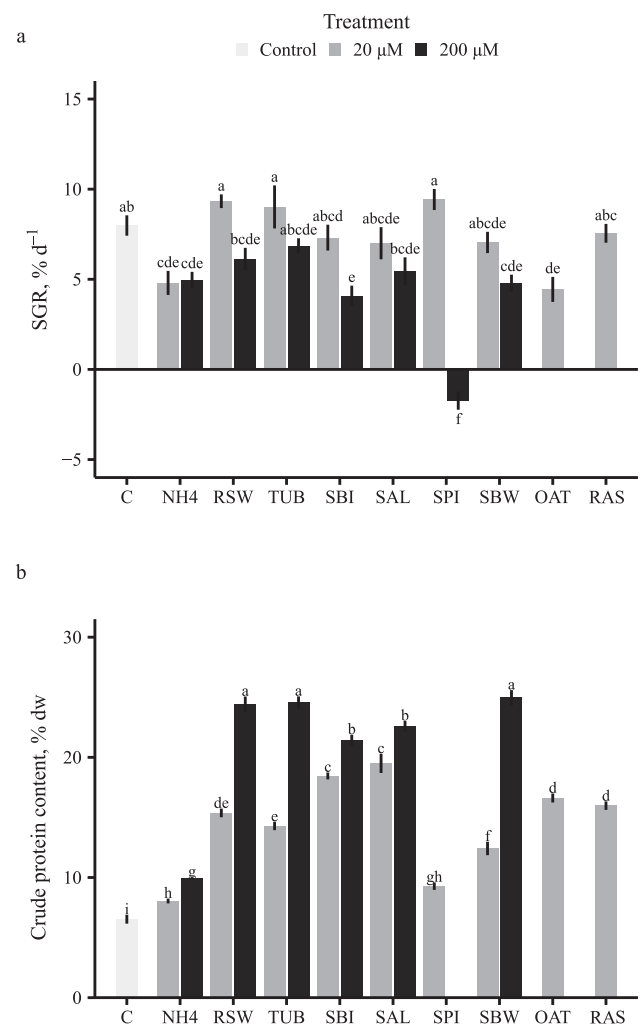 Treatment
a
Control 20 μM 200 μM
15
10
5
0
−5
SGR, % d⁻¹
ab
cde cde
a
bcde
a
abcde
abcd
e
abcde
bcde
a
f
abcde
cde
de
abc
C NH4 RSW TUB SBI SAL SPI SBW OAT RAS
b
30
20
10
0
Crude protein content, % dw
i
h
g
de
a
e
a
c
b
c
b
gh
f
a
d
d
C NH4 RSW TUB SBI SAL SPI SBW OAT RAS